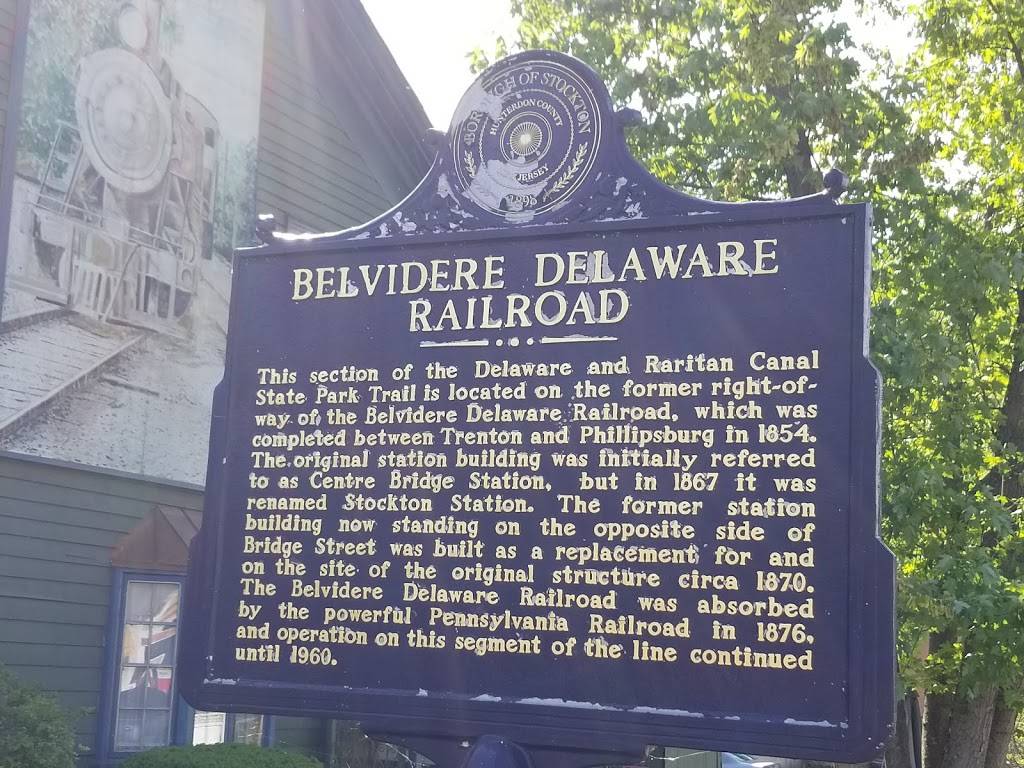 BOROUGH OF STOCKTON
HUNTERDON COUNTY
JERSEY
1898
BELVIDERE DELAWARE
RAILROAD
This section of the Delaware and Raritan Canal
State Park Trail is located on the former right-of-
way of the Belvidere Delaware Railroad, which was
completed between Trenton and Phillipsburg in 1854.
The original station building was initially referred
to as Centre Bridge Station, but in 1867 it was
renamed Stockton Station. The former station
building now standing on the opposite side of
Bridge Street was built as a replacement for and
on the site of the original structure circa 1870.
The Belvidere Delaware Railroad was absorbed
by the powerful Pennsylvania Railroad in 1876,
and operation on this segment of the line continued
until 1960.